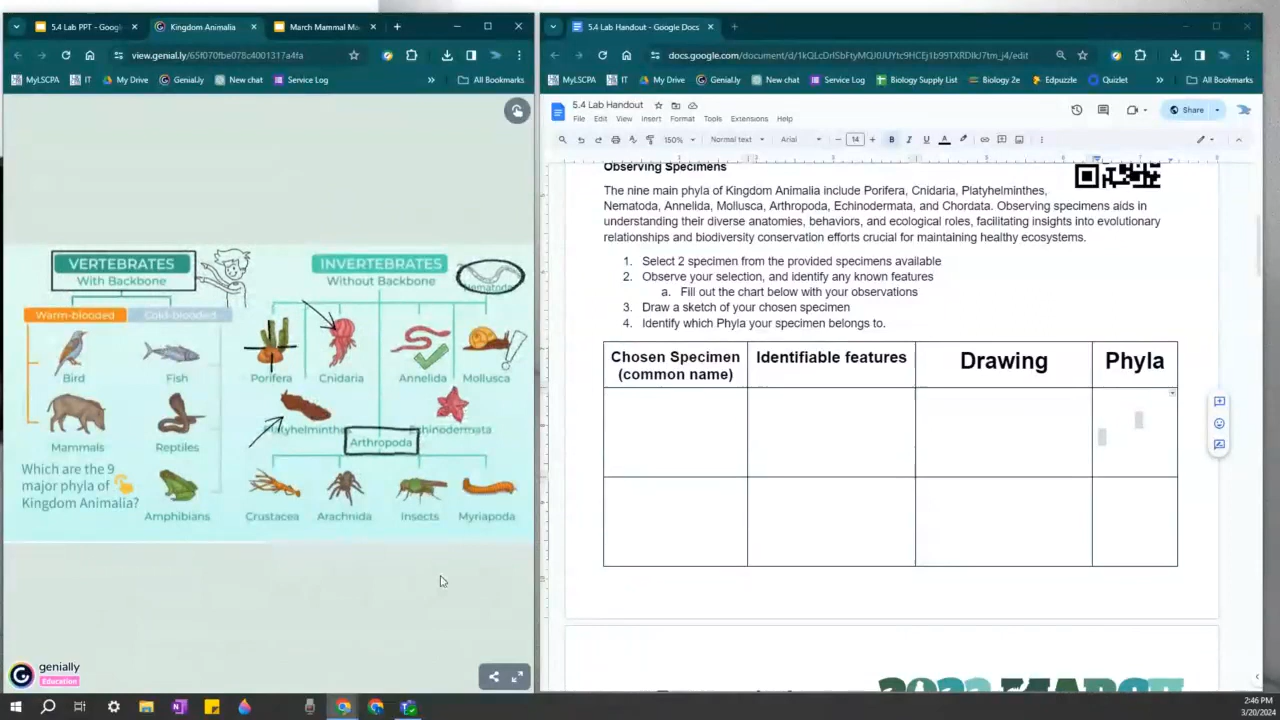 5.4 Lab PPT - Goog
Kingdom Animalia
March Mammal Ma
view.genial.ly/65f070fbe078c4001317a4fa
MyLSCPA
IT
My Drive
Genial.ly
New chat
Service Log
»
All Bookmarks
VERTEBRATES
With Backbone
Warm-blooded
Cold-blooded
Bird
Fish
Mammals
Reptiles
Which are the 9
major phyla of
Kingdom Animalia?
Amphibians
INVERTEBRATES
Without Backbone
Nematoda
Porifera
Cnidaria
Annelida
Mollusca
Platyhelminthes
Echinodermata
Arthropoda
Crustacea
Arachnida
Insects
Myriapoda
genially
Education
5.4 Lab Handout - Google Docs
MyLSCPA
IT
My Drive
Genial.ly
New chat
Service Log
Biology Supply List
Biology 2e
Edpuzzle
Quizlet
»
All Bookmarks
5.4 Lab Handout
File Edit View Insert Format Tools Extensions Help
Share
150% Normal text Arial 14 B I U A
Observing Specimens
The nine main phyla of Kingdom Animalia include Porifera, Cnidaria, Platyhelminthes,
Nematoda, Annelida, Mollusca, Arthropoda, Echinodermata, and Chordata. Observing specimens aids in
understanding their diverse anatomies, behaviors, and ecological roles, facilitating insights into evolutionary
relationships and biodiversity conservation efforts crucial for maintaining healthy ecosystems.
1. Select 2 specimen from the provided specimens available
2. Observe your selection, and identify any known features
a. Fill out the chart below with your observations
3. Draw a sketch of your chosen specimen
4. Identify which Phyla your specimen belongs to.
Chosen Specimen
(common name)
Identifiable features
Drawing
Phyla
2:46 PM
3/20/2024